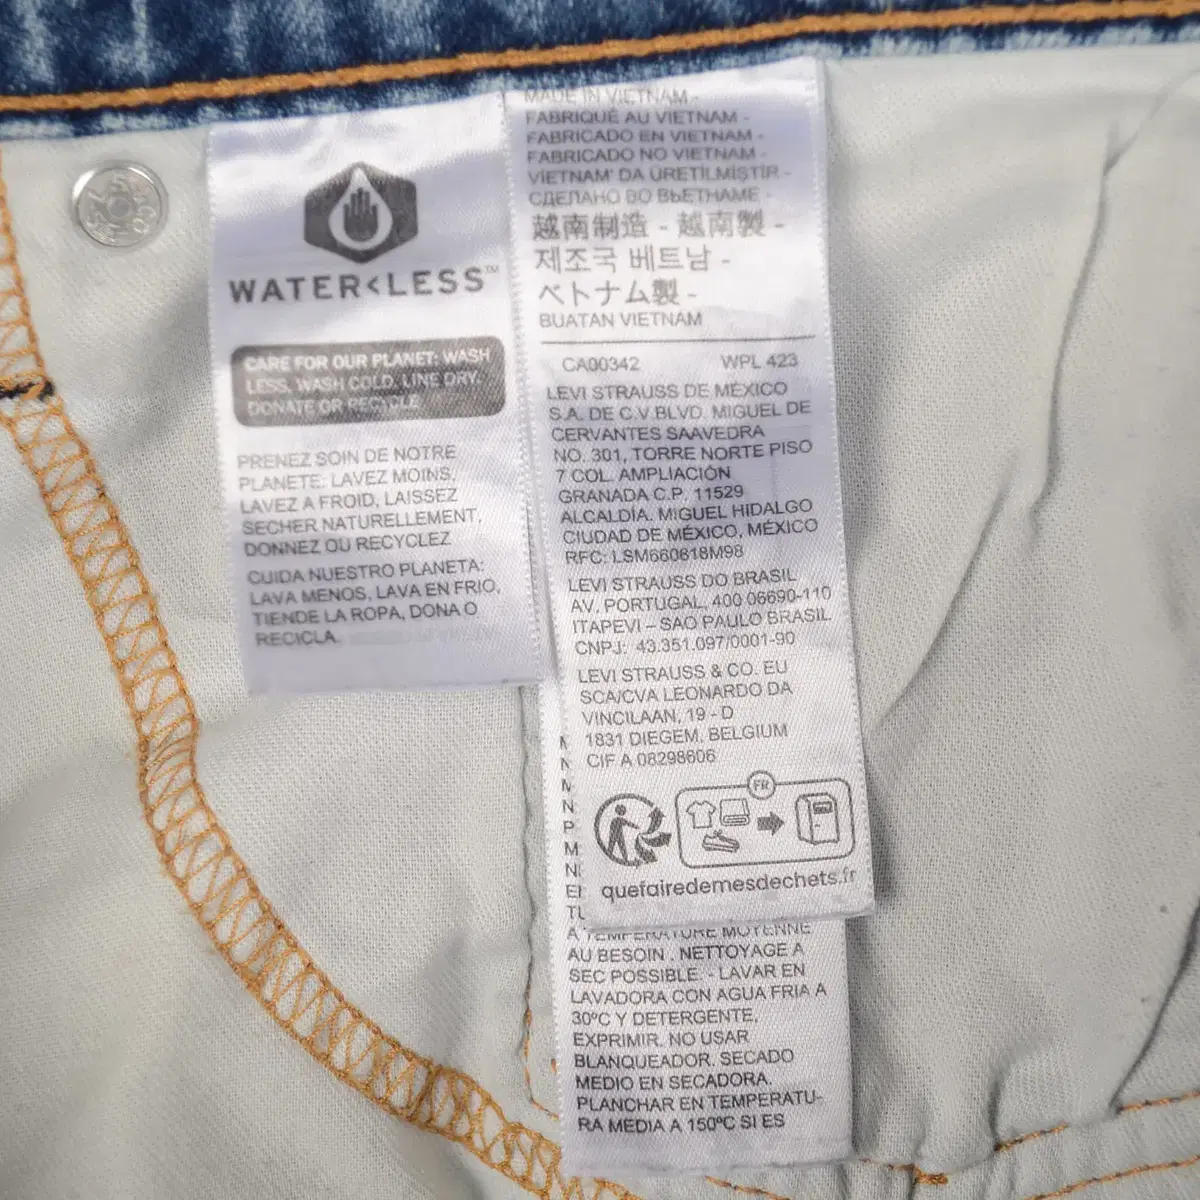 WATER<LESS™
CARE FOR OUR PLANET: WASH
LESS, WASH COLD, LINE DRY,
DONATE OR RECYCLE
PRENEZ SOIN DE NOTRE
PLANETE: LAVEZ MOINS,
LAVEZ A FROID, LAISSEZ
SECHER NATURELLEMENT,
DONNEZ OU RECYCLEZ
CUIDA NUESTRO PLANETA:
LAVA MENOS, LAVA EN FRIO,
TIENDE LA ROPA, DONA O
RECICLA.
MADE IN VIETNAM -
FABRIQUÉ AU VIETNAM -
FABRICADO EN VIETNAM -
FABRICADO NO VIETNAM -
VIETNAM' DA ÜRETİLMİŞTİR -
СДЕЛАНО ВО ВЬЕТНАМЕ -
越南制造 - 越南製 -
제조국 베트남 -
ベトナム製 -
BUATAN VIETNAM
CA00342 WPL 423
LEVI STRAUSS DE MEXICO
S.A. DE C.V BLVD. MIGUEL DE
CERVANTES SAAVEDRA
NO. 301, TORRE NORTE PISO
7 COL. AMPLIACIÓN
GRANADA C.P. 11529
ALCALDÍA. MIGUEL HIDALGO
CIUDAD DE MÉXICO, MÉXICO
RFC: LSM660618M98
LEVI STRAUSS DO BRASIL
AV. PORTUGAL, 400 06690-110
ITAPEVI – SAO PAULO BRASIL
CNPJ: 43.351.097/0001-90
LEVI STRAUSS & CO. EU
SCA/CVA LEONARDO DA
VINCILAAN, 19 - D
1831 DIEGEM, BELGIUM
CIF A 08298606
FR
quefairedemesdechets.fr
A TEMPERATURE MOYENNE
AU BESOIN . NETTOYAGE A
SEC POSSIBLE. - LAVAR EN
LAVADORA CON AGUA FRIA A
30ºC Y DETERGENTE,
EXPRIMIR. NO USAR
BLANQUEADOR. SECADO
MEDIO EN SECADORA.
PLANCHAR EN TEMPERATU-
RA MEDIA A 150ºC SI ES